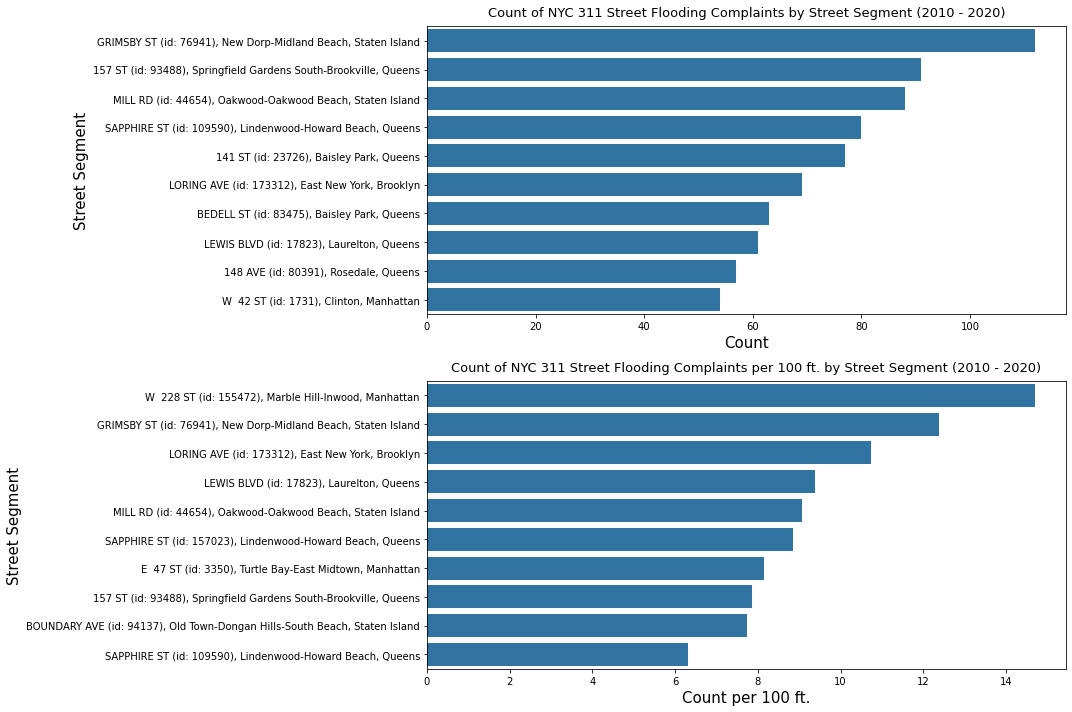 Count of NYC 311 Street Flooding Complaints by Street Segment (2010 - 2020)
Street Segment
GRIMSBY ST (id: 76941), New Dorp-Midland Beach, Staten Island
157 ST (id: 93488), Springfield Gardens South-Brookville, Queens
MILL RD (id: 44654), Oakwood-Oakwood Beach, Staten Island
SAPPHIRE ST (id: 109590), Lindenwood-Howard Beach, Queens
141 ST (id: 23726), Baisley Park, Queens
LORING AVE (id: 173312), East New York, Brooklyn
BEDELL ST (id: 83475), Baisley Park, Queens
LEWIS BLVD (id: 17823), Laurelton, Queens
148 AVE (id: 80391), Rosedale, Queens
W  42 ST (id: 1731), Clinton, Manhattan
0 20 40 60 80 100
Count
Count of NYC 311 Street Flooding Complaints per 100 ft. by Street Segment (2010 - 2020)
Street Segment
W  228 ST (id: 155472), Marble Hill-Inwood, Manhattan
GRIMSBY ST (id: 76941), New Dorp-Midland Beach, Staten Island
LORING AVE (id: 173312), East New York, Brooklyn
LEWIS BLVD (id: 17823), Laurelton, Queens
MILL RD (id: 44654), Oakwood-Oakwood Beach, Staten Island
SAPPHIRE ST (id: 157023), Lindenwood-Howard Beach, Queens
E  47 ST (id: 3350), Turtle Bay-East Midtown, Manhattan
157 ST (id: 93488), Springfield Gardens South-Brookville, Queens
BOUNDARY AVE (id: 94137), Old Town-Dongan Hills-South Beach, Staten Island
SAPPHIRE ST (id: 109590), Lindenwood-Howard Beach, Queens
0 2 4 6 8 10 12 14
Count per 100 ft.